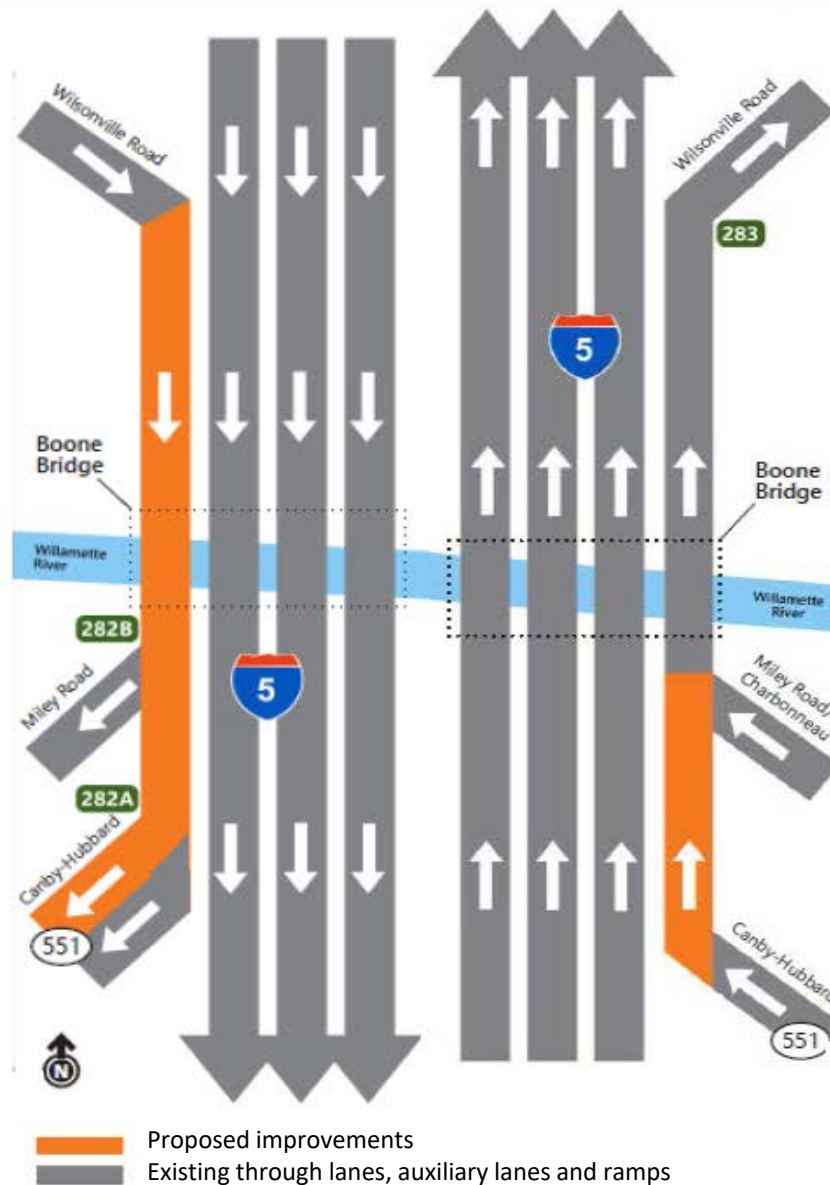 Wilsonville Road
Wilsonville Road
283
5
Boone
Bridge
Boone
Bridge
Willamette
River
Willamette
River
282B
Miley Road
5
Miley Road/
Charbonneau
282A
Canby-Hubbard
551
Canby-Hubbard
551
N
Proposed improvements
Existing through lanes, auxiliary lanes and ramps